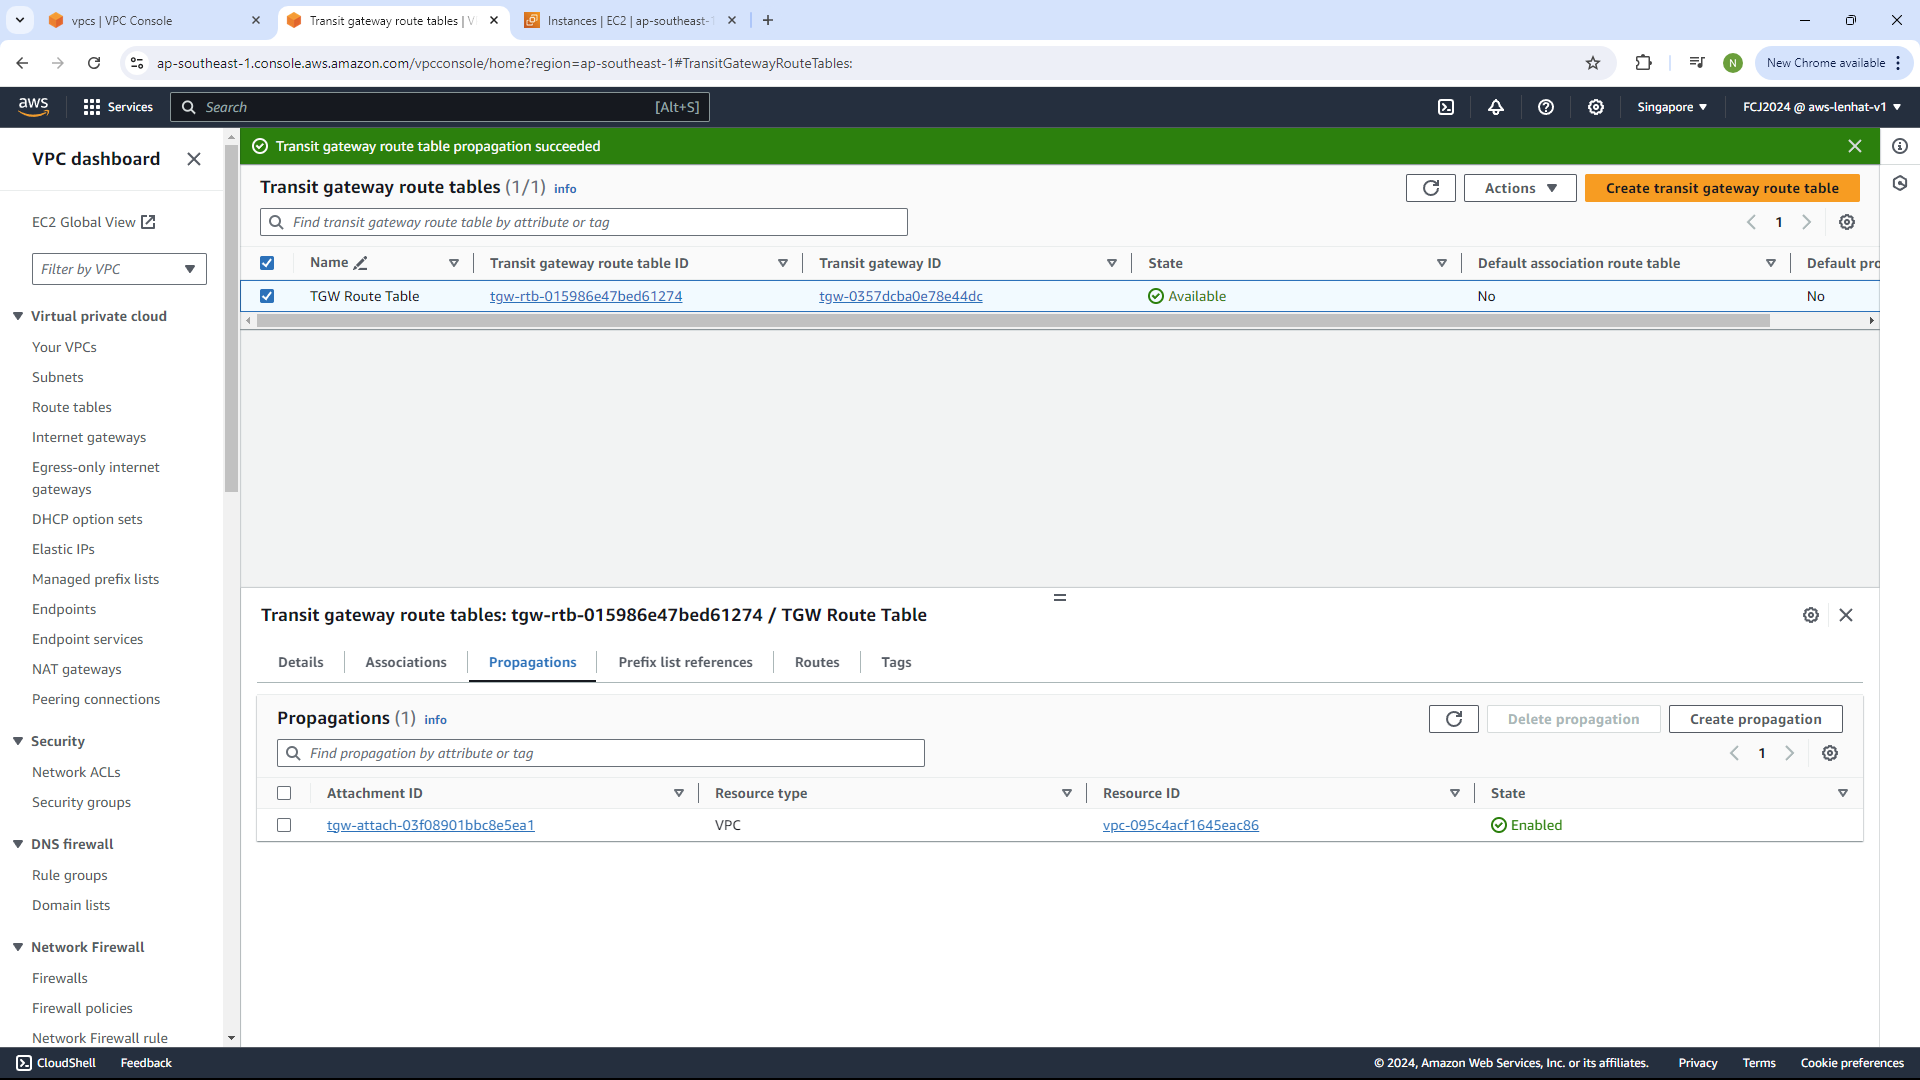 vpcs | VPC Console
Transit gateway route tables | V
Instances | EC2 | ap-southeast-
ap-southeast-1.console.aws.amazon.com/vpcconsole/home?region=ap-southeast-1#TransitGatewayRouteTables:
N
New Chrome available
aws
Services
Search
[Alt+S]
Singapore
FCJ2024 @ aws-lenhat-v1
VPC dashboard
EC2 Global View
Filter by VPC
Virtual private cloud
Your VPCs
Subnets
Route tables
Internet gateways
Egress-only internet
gateways
DHCP option sets
Elastic IPs
Managed prefix lists
Endpoints
Endpoint services
NAT gateways
Peering connections
Security
Network ACLs
Security groups
DNS firewall
Rule groups
Domain lists
Network Firewall
Firewalls
Firewall policies
Network Firewall rule
Transit gateway route table propagation succeeded
Transit gateway route tables (1/1) info
Actions
Create transit gateway route table
Find transit gateway route table by attribute or tag
1
Name
Transit gateway route table ID
Transit gateway ID
State
Default association route table
Default pro
TGW Route Table
tgw-rtb-015986e47bed61274
tgw-0357dcba0e78e44dc
Available
No
No
Transit gateway route tables: tgw-rtb-015986e47bed61274 / TGW Route Table
Details
Associations
Propagations
Prefix list references
Routes
Tags
Propagations (1) info
Delete propagation
Create propagation
Find propagation by attribute or tag
1
Attachment ID
Resource type
Resource ID
State
tgw-attach-03f08901bbc8e5ea1
VPC
vpc-095c4acf1645eac86
Enabled
CloudShell
Feedback
© 2024, Amazon Web Services, Inc. or its affiliates.
Privacy
Terms
Cookie preferences